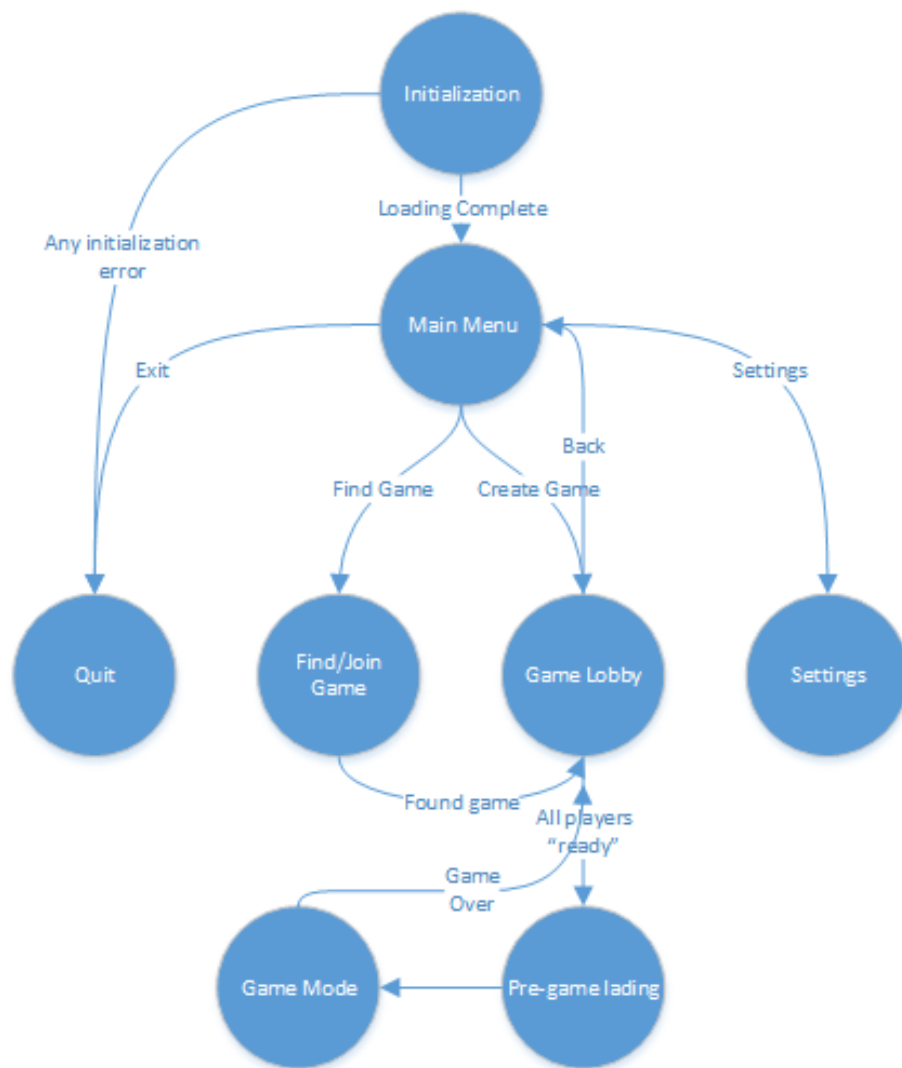 Initialization
Loading Complete
Any initialization
error
Main Menu
Exit
Settings
Back
Find Game
Create Game
Quit
Find/Join
Game
Game Lobby
Settings
Found game
All players
“ready”
Game
Over
Game Mode
Pre-game lading